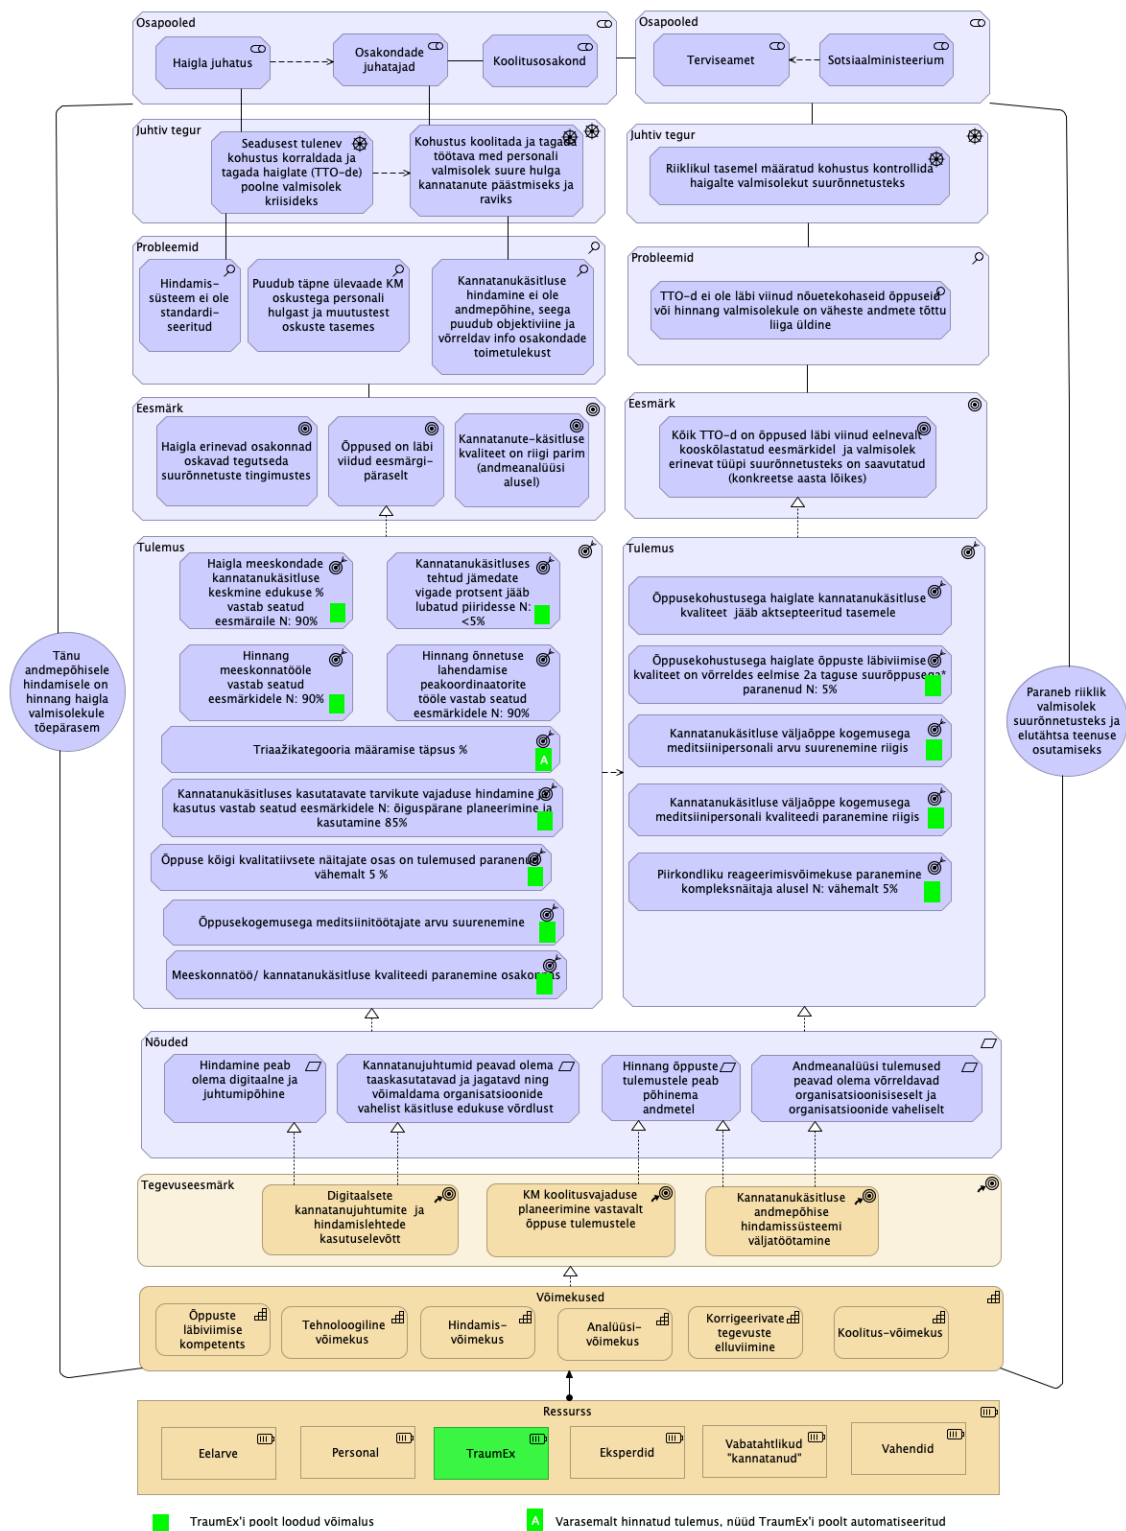 Osapooled
Haigla juhatus
Osakondade
juhatajad
Koolitusosakond
Osapooled
Terviseamet
Sotsiaalministeerium
Juhtiv tegur
Seadusest tulenev
kohustus korraldada ja
tagada haiglate (TTO-de)
poolne valmisolek
kriisideks
Kohustus koolitada ja tagada
töötava med personali
valmisolek suure hulga
kannatanute päästmiseks ja
raviks
Juhtiv tegur
Riiklikul tasemel määratud kohustus kontrollida
haigalte valmisolekut suurõnnetusteks
Probleemid
Hindamis-
süsteem ei ole
standardi-
seeritud
Puudub täpne ülevaade KM
oskustega personali
hulgast ja muutustest
oskuste tasemes
Kannatanukäsitluse
hindamine ei ole
andmepõhine, seega
puudub objektiviine ja
võrreldav info osakondade
toimetulekust
Probleemid
TTO-d ei ole läbi viinud nõuetekohaseid õppuseid
või hinnang valmisolekule on väheste andmete tõttu
liiga üldine
Eesmärk
Haigla erinevad osakonnad
oskavad tegutseda
suurõnnetuste tingimustes
Õppused on läbi
viidud eesmärgi-
päraselt
Kannatanute-käsitluse
kvaliteet on riigi parim
(andmeanalüüsi
alusel)
Eesmärk
Kõik TTO-d on õppused läbi viinud eelnevalt
kooskõlastatud eesmärkidel ja valmisolek
erinevat tüüpi suurõnnetusteks on saavutatud
(konkreetse aasta lõikes)
Tulemus
Haigla meeskondade
kannatanukäsitluse
keskmine edukuse %
vastab seatud
eesmärgile N: 90%
Kannatanukäsitluses
tehtud jämedate
vigade protsent jääb
lubatud piiridesse N:
<5%
Hinnang
meeskonnatööle
vastab seatud
eesmärkidele N: 90%
Hinnang õnnetuse
lahendamise
peakoordinaatorite
tööle vastab seatud
eesmärkidele N: 90%
Triaažikategooria määramise täpsus %
A
Kannatanukäsitluses kasutatavate tarvikute vajaduse hindamine
kasutus vastab seatud eesmärkidele N: õiguspärane planeerimine ja
kasutamine 85%
Õppuse kõigi kvalitatiivsete näitajate osas on tulemused paranenud
vähemalt 5 %
Õppusekogemusega meditsiinitöötajate arvu suurenemine
Meeskonnatöö/ kannatanukäsitluse kvaliteedi paranemine osakonnas
Tulemus
Õppusekohustusega haiglate kannatanukäsitluse
kvaliteet jääb aktsepteeritud tasemele
Õppusekohustusega haiglate õppuste läbiviimise
kvaliteet on võrreldes eelmise 2a taguse suurõppusega*
paranenud N: 5%
Kannatanukäsitluse väljaõppe kogemusega
meditsiinipersonali arvu suurenemine riigis
Kannatanukäsitluse väljaõppe kogemusega
meditsiinipersonali kvaliteedi paranemine riigis
Piirkondliku reageerimisvõimekuse paranemine
kompleksnäitaja alusel N: vähemalt 5%
Tänu
andmepõhisele
hindamisele on
hinnang haigla
valmisolekule
tõepärasem
Paraneb riiklik
valmisolek
suurõnnetusteks ja
elutähtsa teenuse
osutamiseks
Nõuded
Hindamine peab
olema digitaalne ja
juhtumipõhine
Kannatanujuhtumid peavad olema
taaskasutatavad ja jagatavd ning
võimaldama organisatsioonide
vahelist käsitluse edukuse võrdlust
Hinnang õppuste
tulemustele peab
põhinema
andmetel
Andmeanalüüsi tulemused
peavad olema võrreldavad
organisatsioonisiseselt ja
organisatsioonide vaheliselt
Tegevuseesmärk
Digitaalsete
kannatanujuhtumite ja
hindamislehtede
kasutuselevõtt
KM koolitusvajaduse
planeerimine vastavalt
õppuse tulemustele
Kannatanukäsitluse
andmepõhise
hindamissüsteemi
väljatöötamine
Võimekused
Õppuste
läbiviimise
kompetents
Tehnoloogiline
võimekus
Hindamis-
võimekus
Analüüsi-
võimekus
Korrigeerivate
tegevuste
elluviimine
Koolitus-võimekus
Ressurss
Eelarve
Personal
TraumEx
Eksperdid
Vabatahtlikud
"kannatanud"
Vahendid
TraumEx'i poolt loodud võimalus
A Varasemalt hinnatud tulemus, nüüd TraumEx'i poolt automatiseeritud